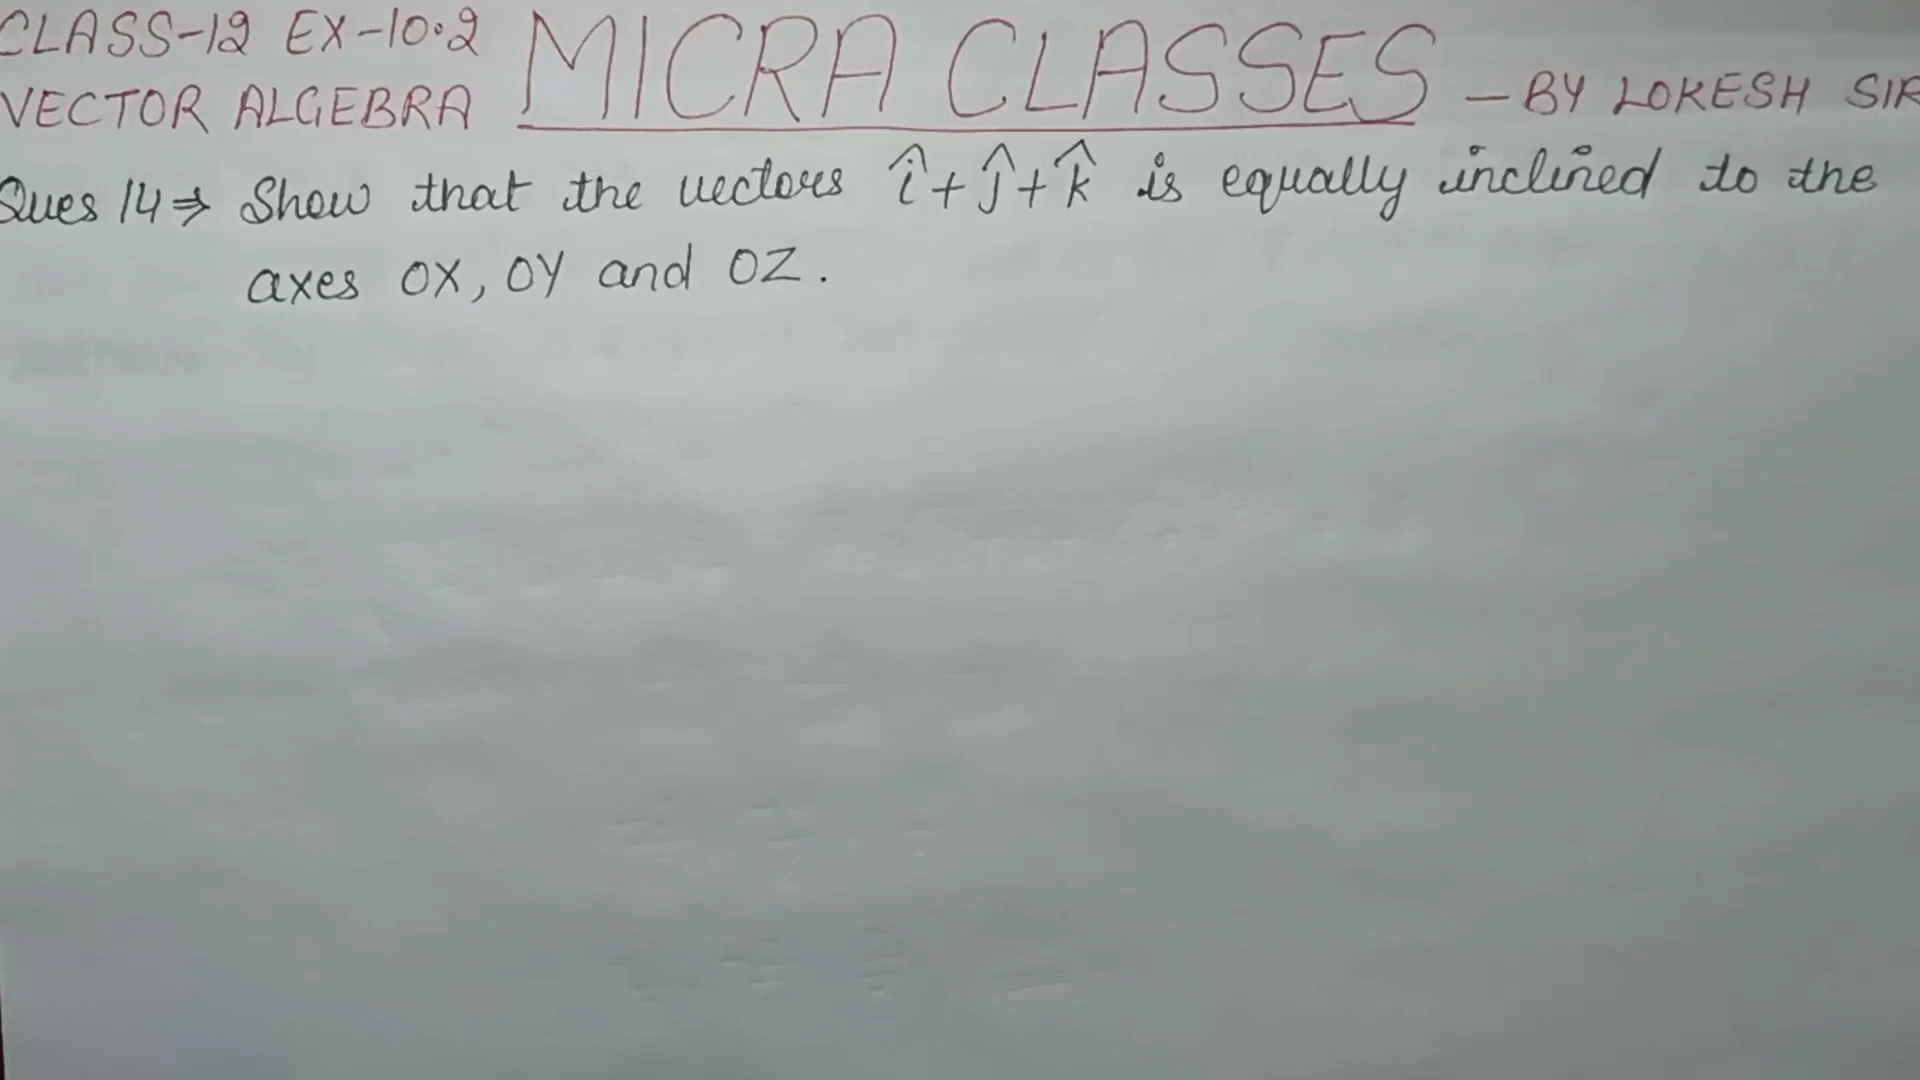 CLASS-12 EX-10.2
VECTOR ALGEBRA
MICRA CLASSES
- BY LOKESH SIR
Ques 14⇒ Show that the vectors î+ĵ+k̂ is equally inclined to the
axes OX, OY and OZ.